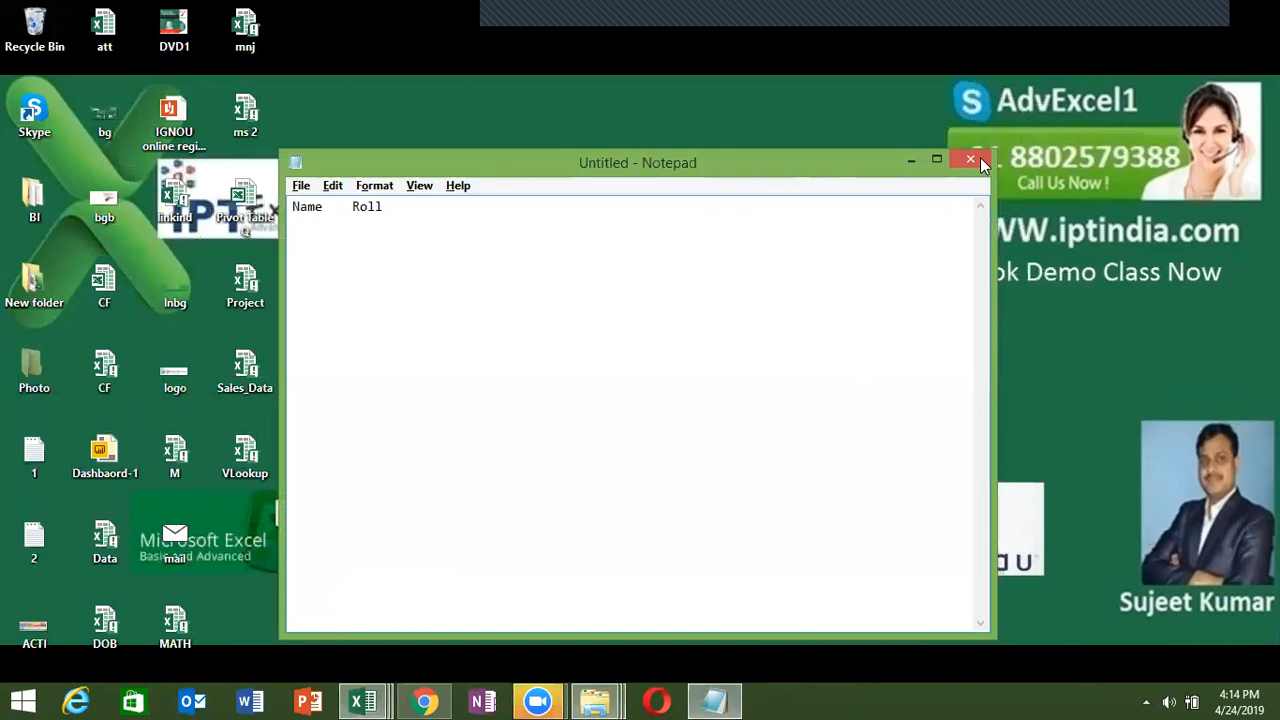 Recycle Bin
att
DVD1
mnj
Skype
bg
IGNOU
online regi...
ms 2
BI
bgb
linkind
Pivot Table
Q
New folder
CF
lnbg
Project
Photo
CF
logo
Sales_Data
1
Dashbaord-1
M
VLookup
2
Data
mail
ACTI
DOB
MATH
Microsoft Excel
Basic and Advanced
Untitled - Notepad
File Edit Format View Help
Name Roll
AdvExcel1
8802579388
Call Us Now !
WW.iptindia.com
ok Demo Class Now
Sujeet Kumar
4:14 PM
4/24/2019